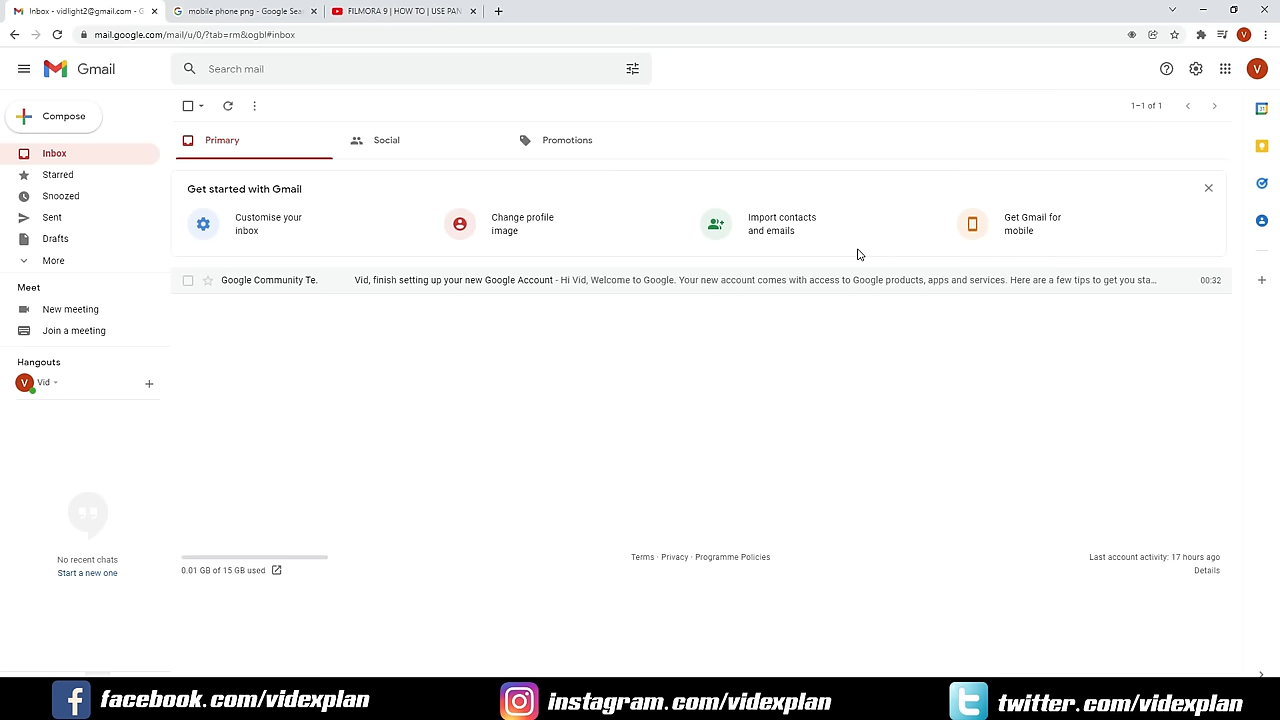 Inbox - vidlight2@gmail.com - G
mobile phone png - Google Sea
FILMORA 9 | HOW TO | USE PAN
mail.google.com/mail/u/0/?tab=rm&ogbl#inbox
V
Gmail
Search mail
V
Compose
1–1 of 1
Primary
Social
Promotions
Inbox
Starred
Snoozed
Sent
Drafts
More
Get started with Gmail
Customise your
inbox
Change profile
image
Import contacts
and emails
Get Gmail for
mobile
Google Community Te.
Vid, finish setting up your new Google Account - Hi Vid, Welcome to Google. Your new account comes with access to Google products, apps and services. Here are a few tips to get you sta…
00:32
Meet
New meeting
Join a meeting
Hangouts
V
Vid
No recent chats
Start a new one
0.01 GB of 15 GB used
Terms · Privacy · Programme Policies
Last account activity: 17 hours ago
Details
31
facebook.com/videxplan
instagram.com/videxplan
twitter.com/videxplan